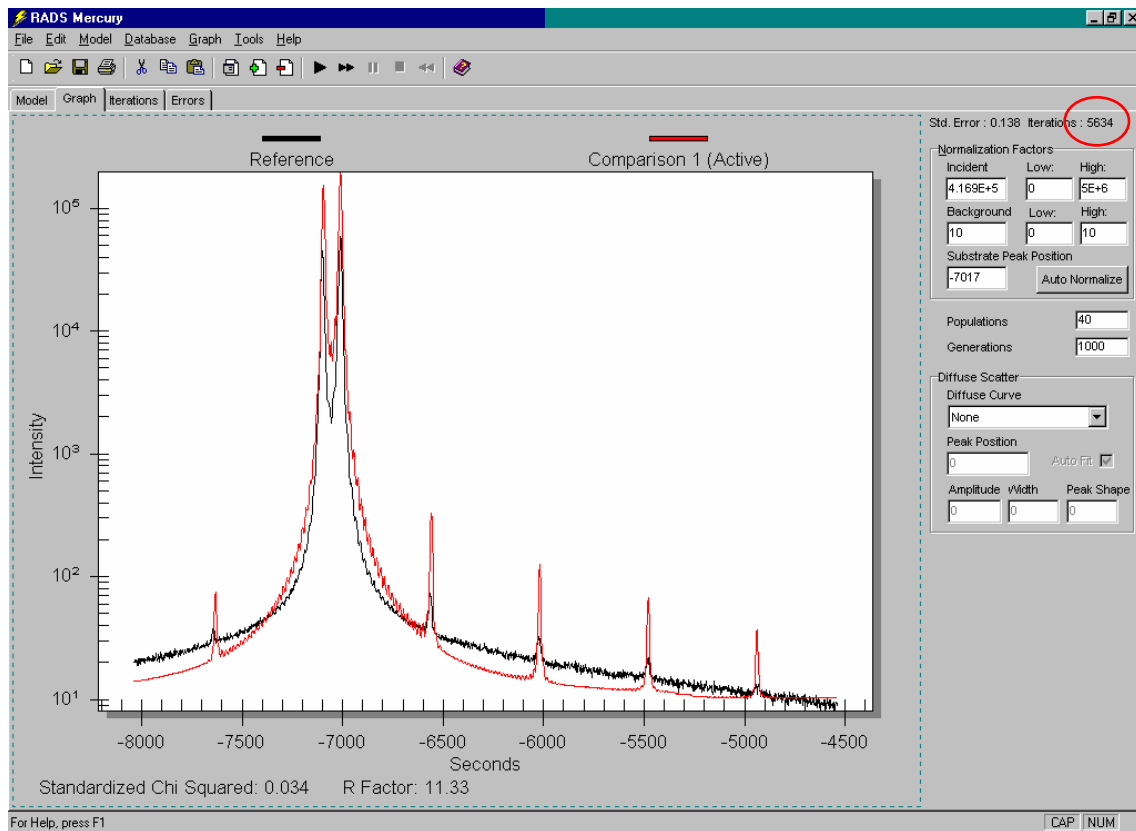 RADS Mercury
File Edit Model Database Graph Tools Help
Model Graph Iterations Errors
Std. Error : 0.138 Iterations : 5634
Reference
Comparison 1 (Active)
10^5
10^4
10^3
10^2
10^1
Intensity
-8000 -7500 -7000 -6500 -6000 -5500 -5000 -4500
Seconds
Standardized Chi Squared: 0.034 R Factor: 11.33
Normalization Factors
Incident Low: High:
4.169E+5 0 5E+6
Background Low: High:
10 0 10
Substrate Peak Position
-7017 Auto Normalize
Populations 40
Generations 1000
Diffuse Scatter
Diffuse Curve
None
Peak Position
0 Auto Fit
Amplitude Width Peak Shape
0 0 0
For Help, press F1
CAP NUM